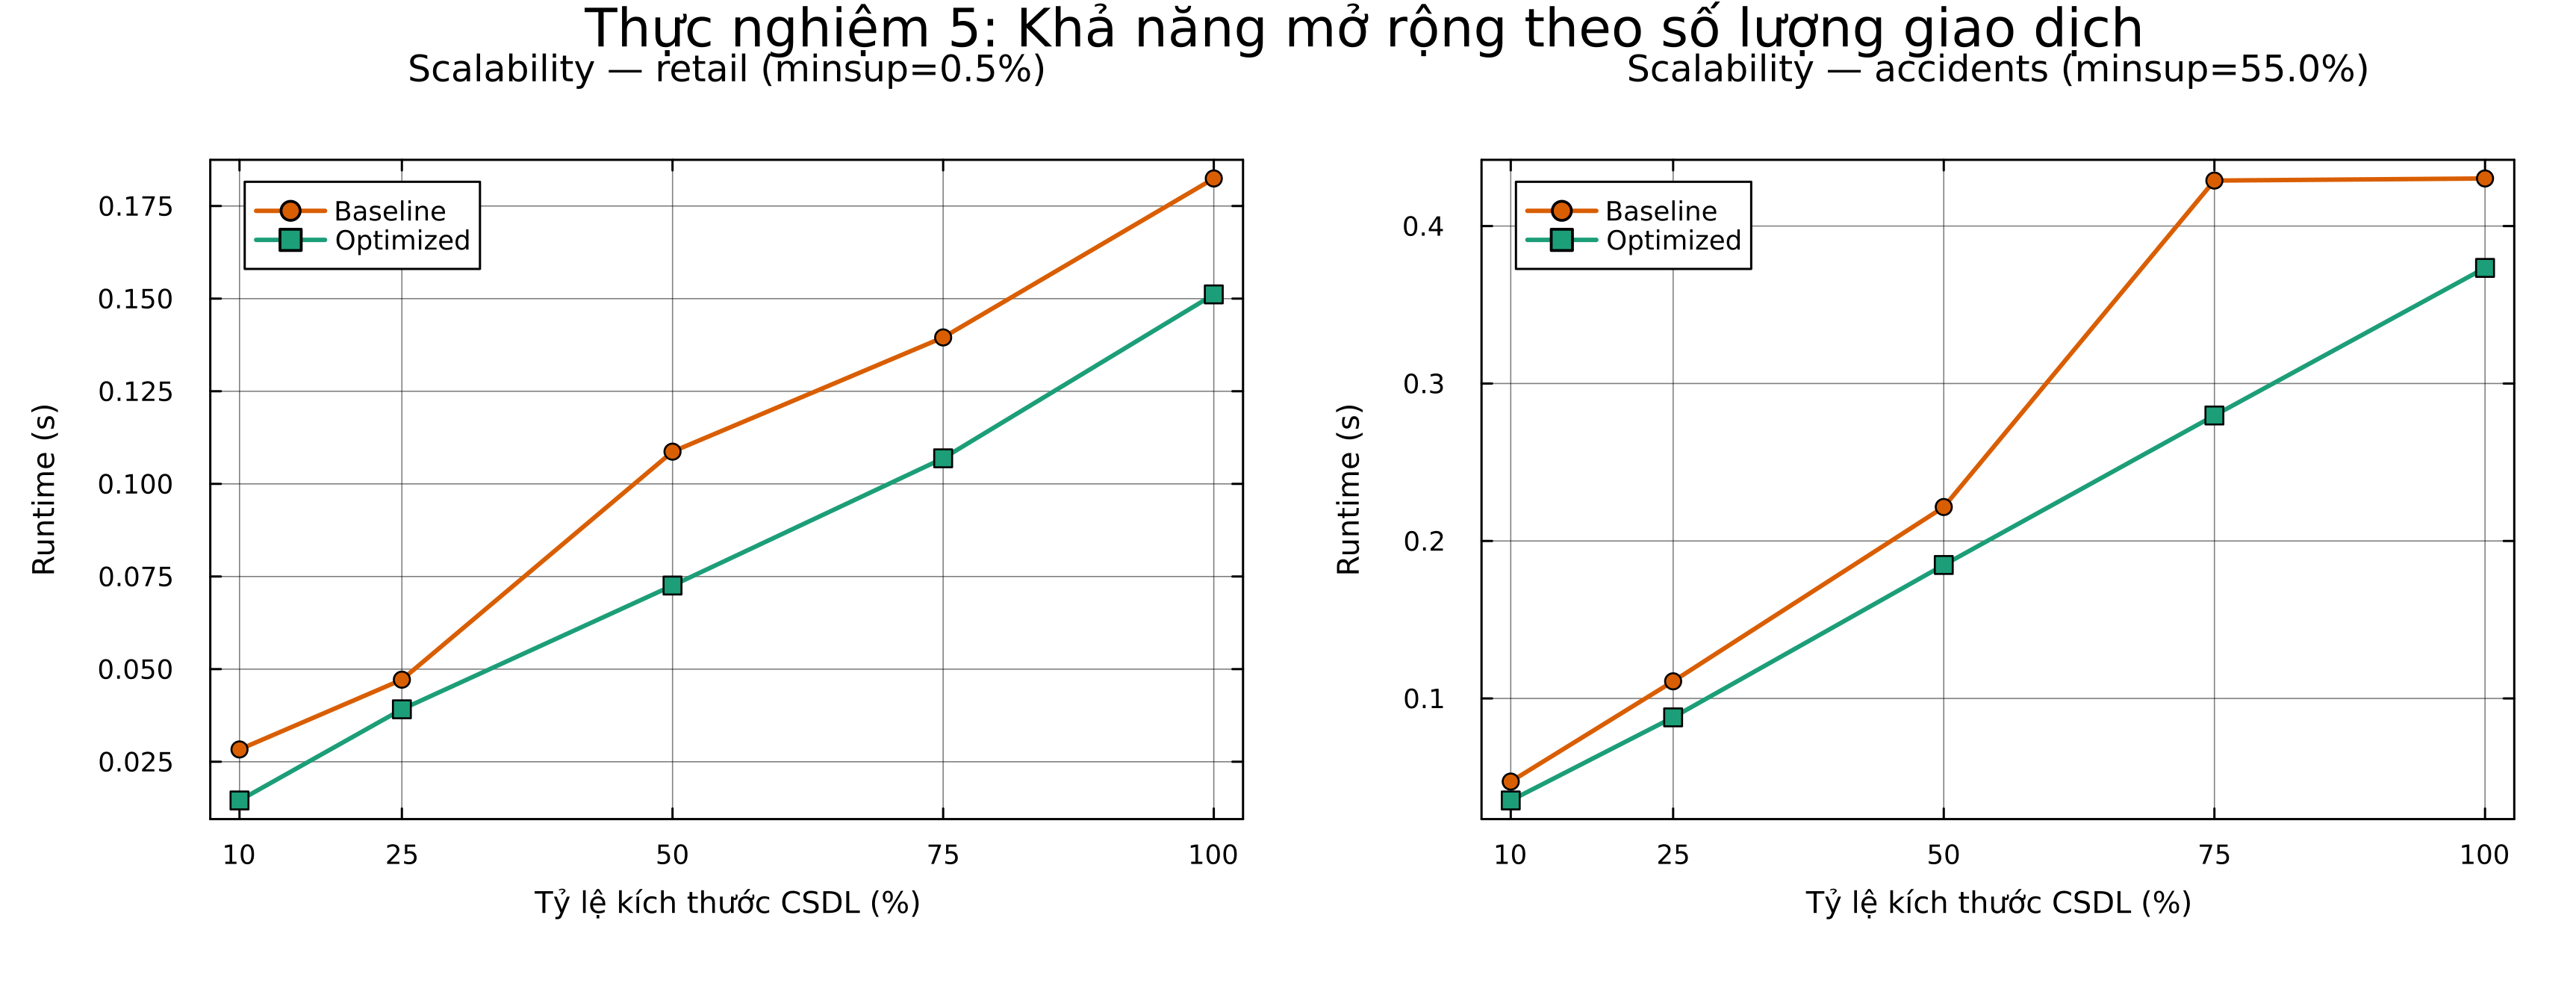 Thực nghiệm 5: Khả năng mở rộng theo số lượng giao dịch
Scalability — retail (minsup=0.5%)
Baseline
Optimized
0.175
0.150
0.125
0.100
0.075
0.050
0.025
Runtime (s)
10 25 50 75 100
Tỷ lệ kích thước CSDL (%)
Scalability — accidents (minsup=55.0%)
Baseline
Optimized
0.4
0.3
0.2
0.1
Runtime (s)
10 25 50 75 100
Tỷ lệ kích thước CSDL (%)